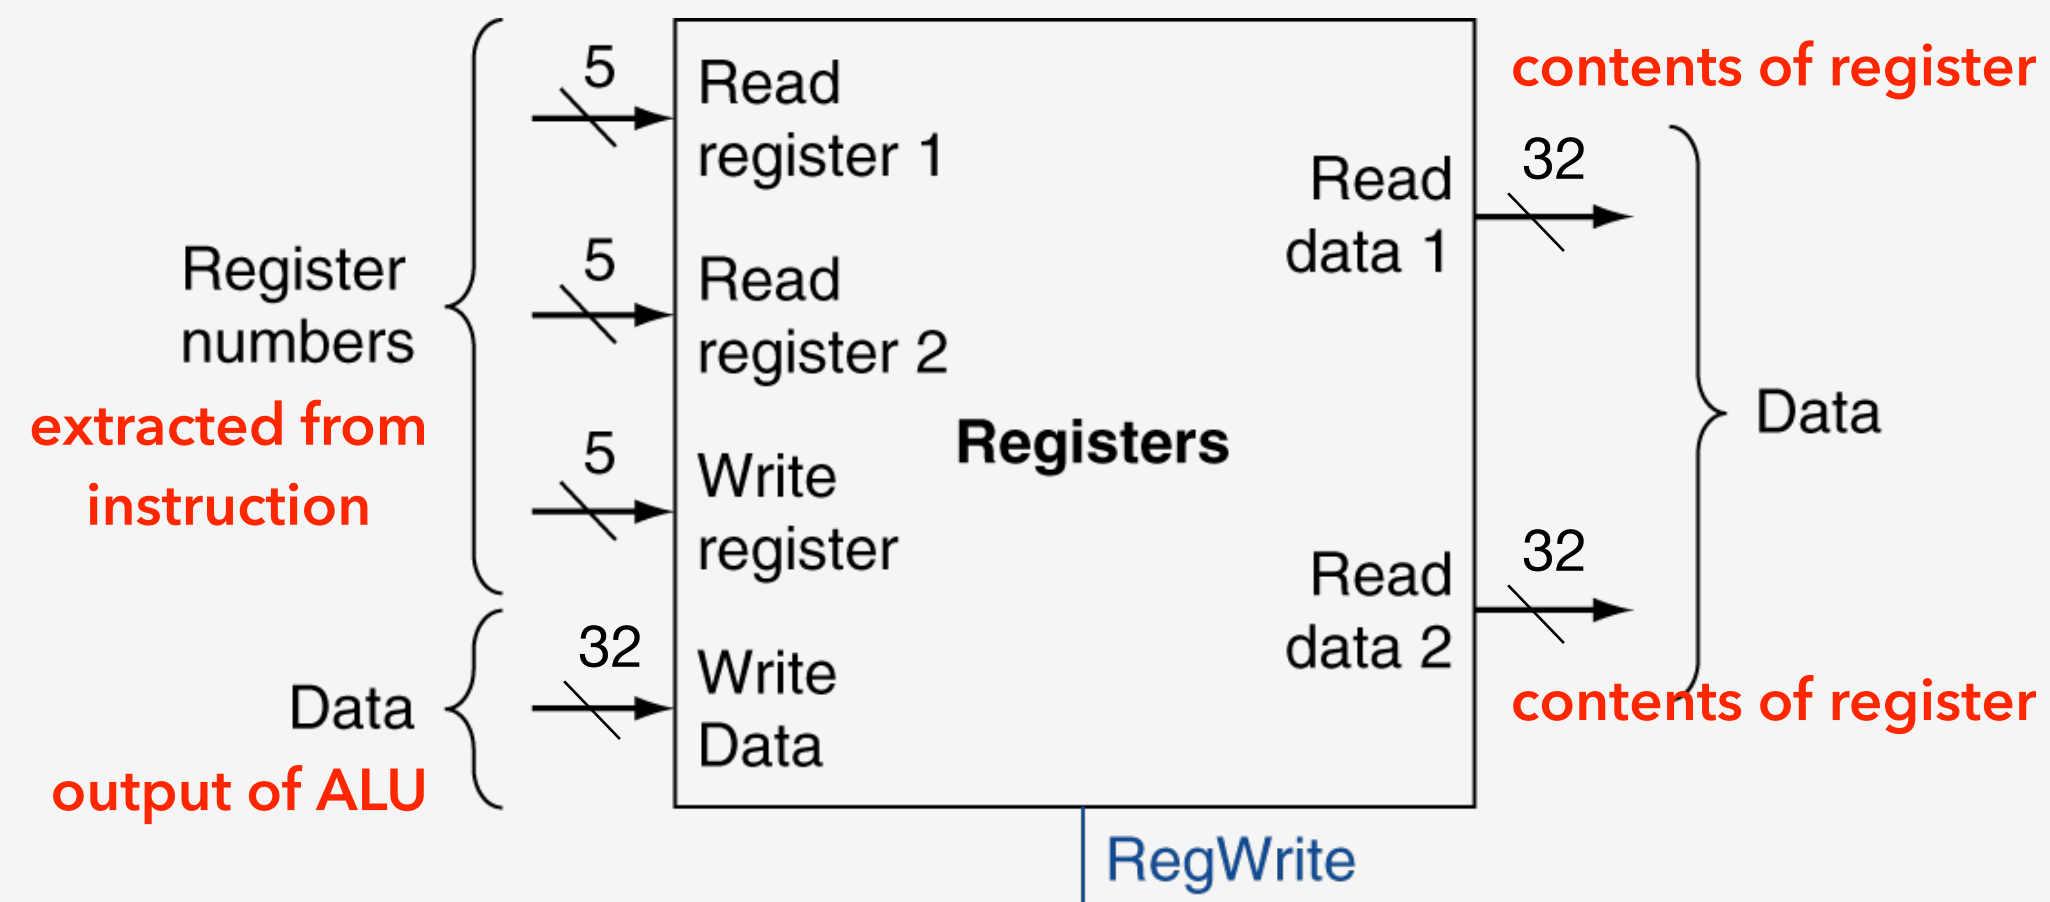 Register
numbers
extracted from
instruction
Data
output of ALU
5
5
5
32
Read
register 1
Read
register 2
Write
register
Write
Data
Registers
Read
data 1
Read
data 2
RegWrite
contents of register
32
32
contents of register
Data